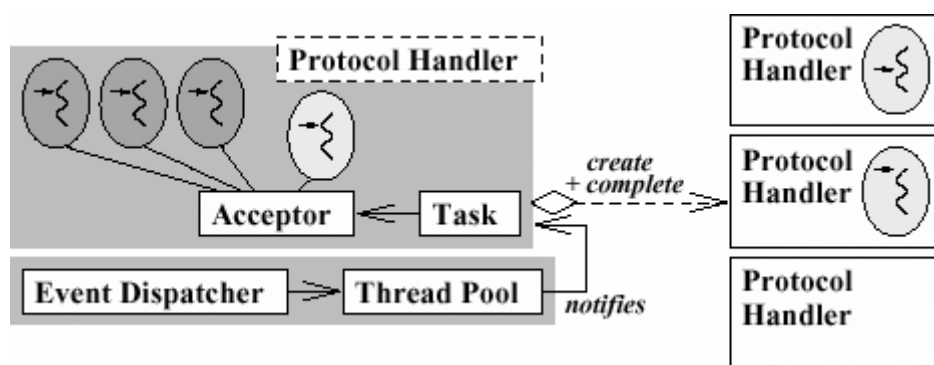 Protocol Handler
Acceptor
Task
create
+ complete
Event Dispatcher
Thread Pool
notifies
Protocol
Handler
Protocol
Handler
Protocol
Handler